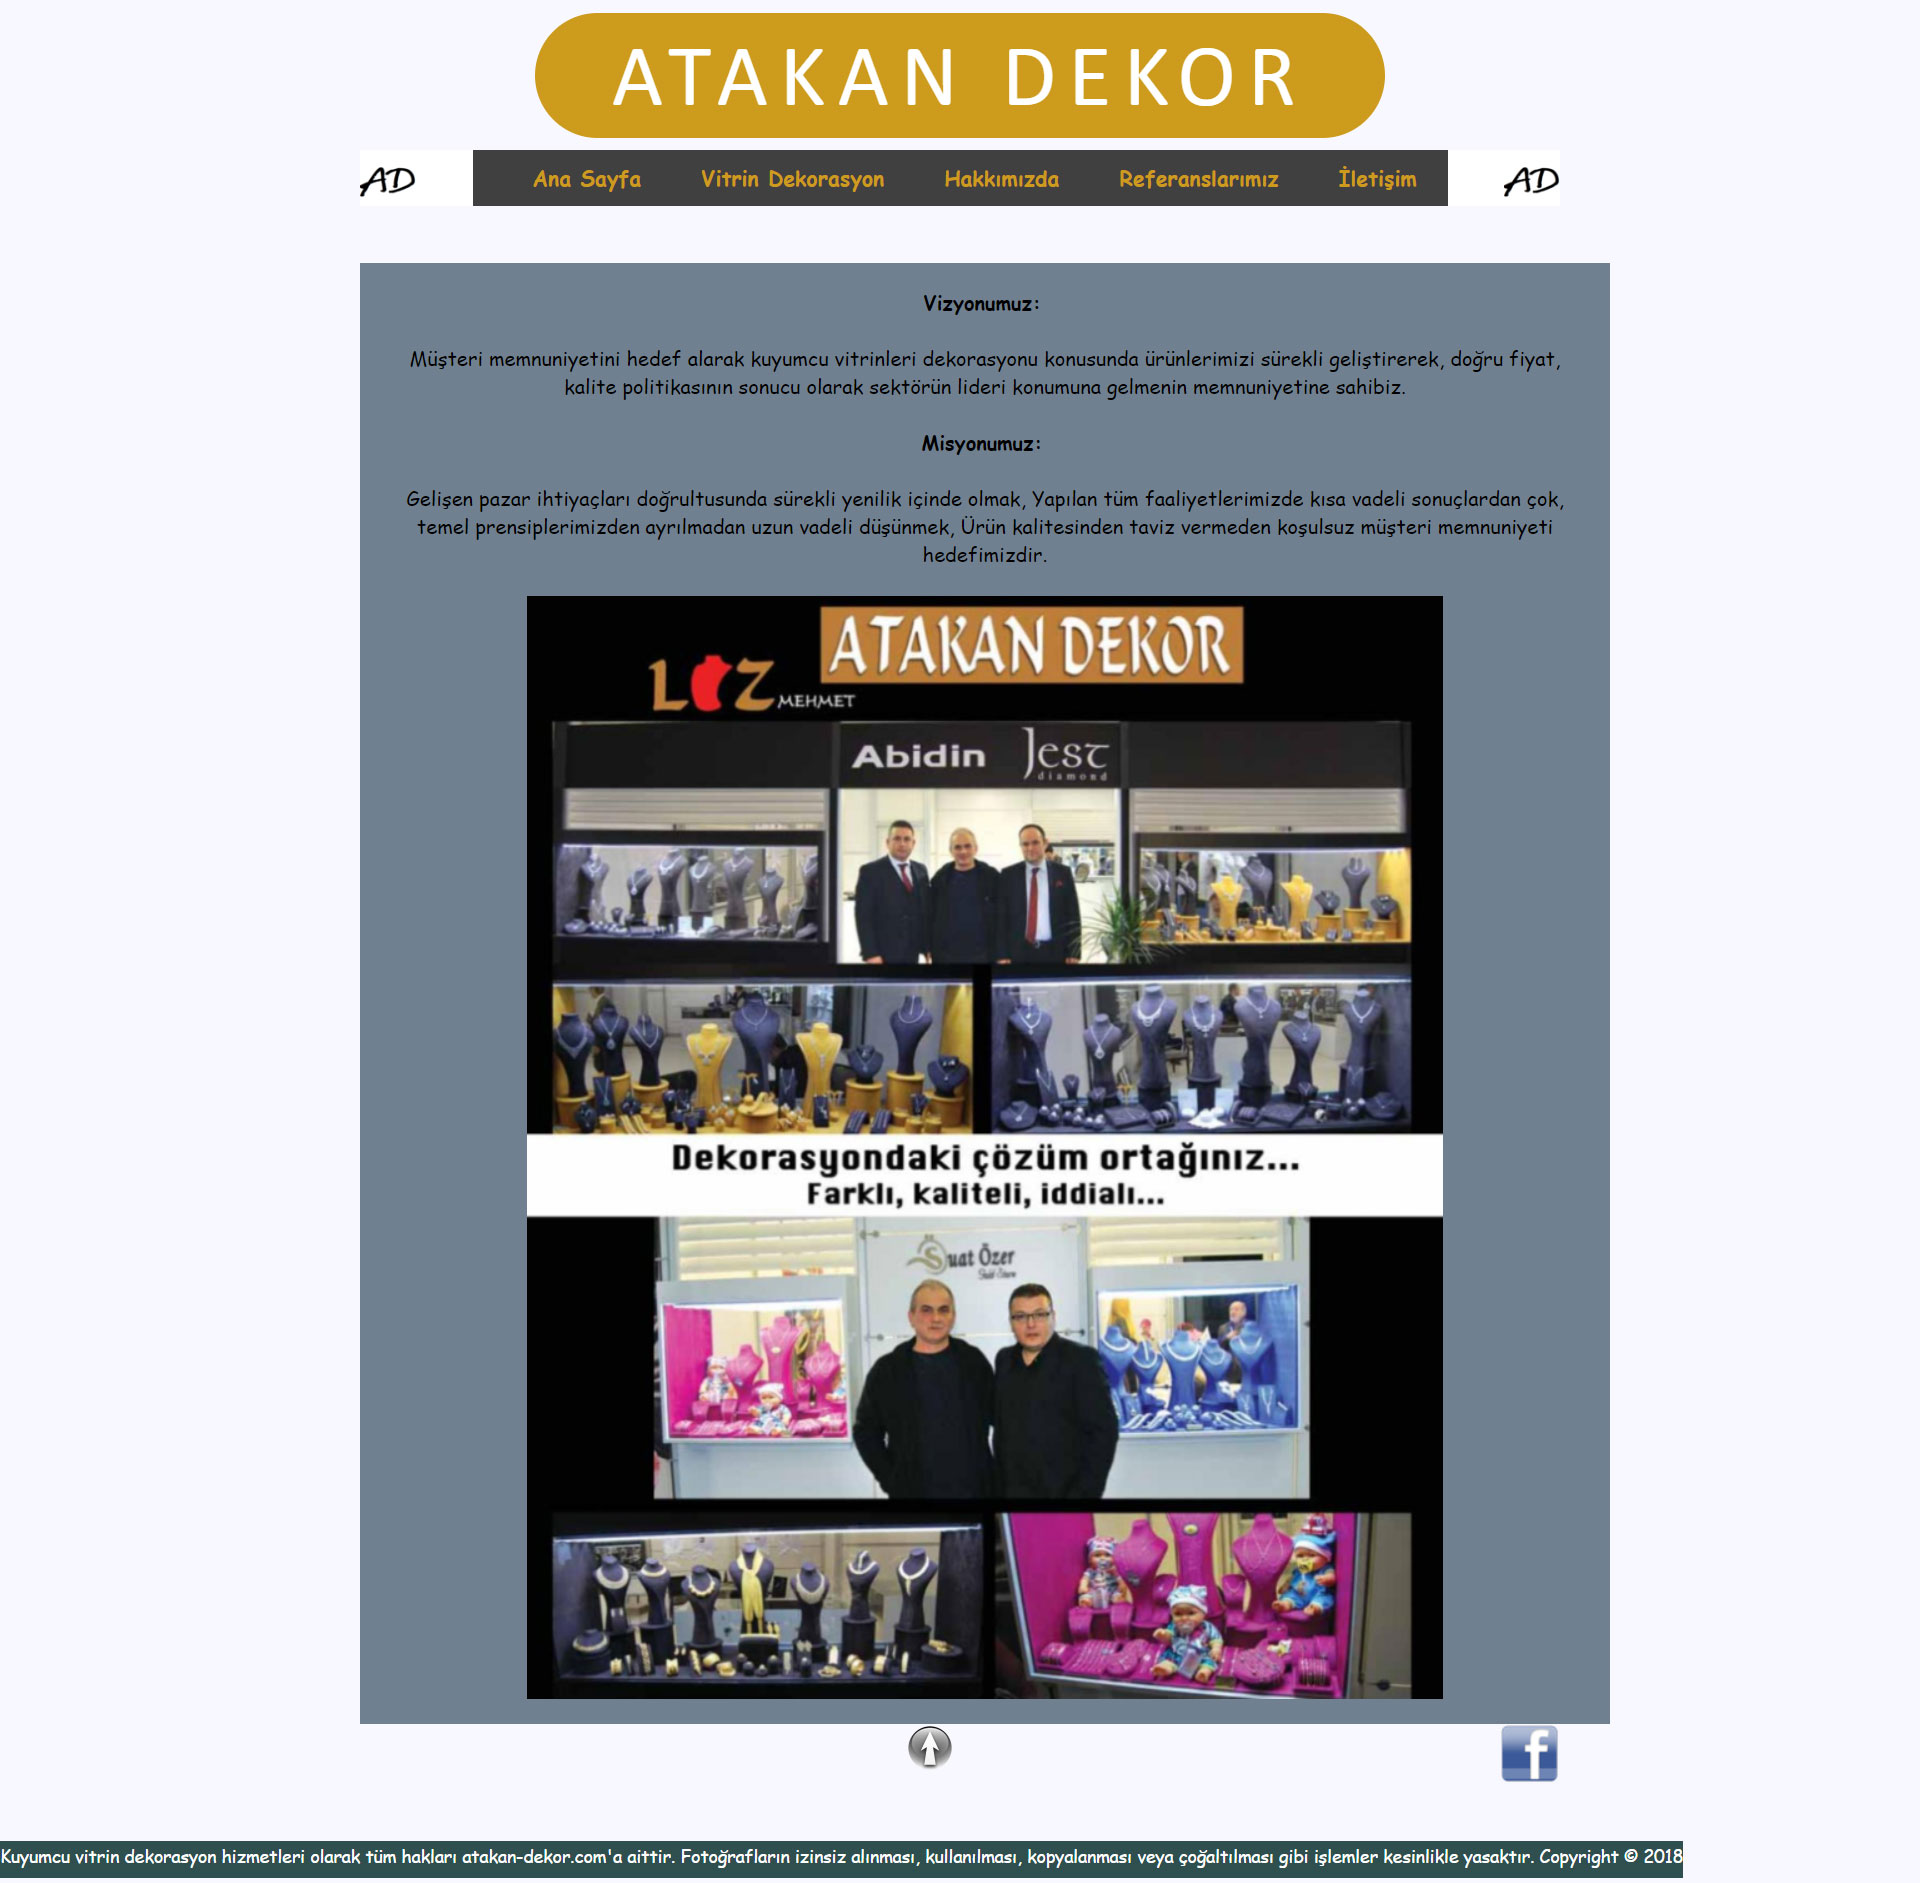 ATAKAN DEKOR
AD
Ana Sayfa Vitrin Dekorasyon Hakkımızda Referanslarımız İletişim
AD
Vizyonumuz:
Müşteri memnuniyetini hedef alarak kuyumcu vitrinleri dekorasyonu konusunda ürünlerimizi sürekli geliştirerek, doğru fiyat,
kalite politikasının sonucu olarak sektörün lideri konumuna gelmenin memnuniyetine sahibiz.
Misyonumuz:
Gelişen pazar ihtiyaçları doğrultusunda sürekli yenilik içinde olmak, Yapılan tüm faaliyetlerimizde kısa vadeli sonuçlardan çok,
temel prensiplerimizden ayrılmadan uzun vadeli düşünmek, Ürün kalitesinden taviz vermeden koşulsuz müşteri memnuniyeti
hedefimizdir.
ATAKAN DEKOR
LAZ MEHMET
Abidin Jest
diamond
Dekorasyondaki çözüm ortağınız...
Farklı, kaliteli, iddialı...
Suat Özer
f
Kuyumcu vitrin dekorasyon hizmetleri olarak tüm hakları atakan-dekor.com'a aittir. Fotoğrafların izinsiz alınması, kullanılması, kopyalanması veya çoğaltılması gibi işlemler kesinlikle yasaktır. Copyright © 2018